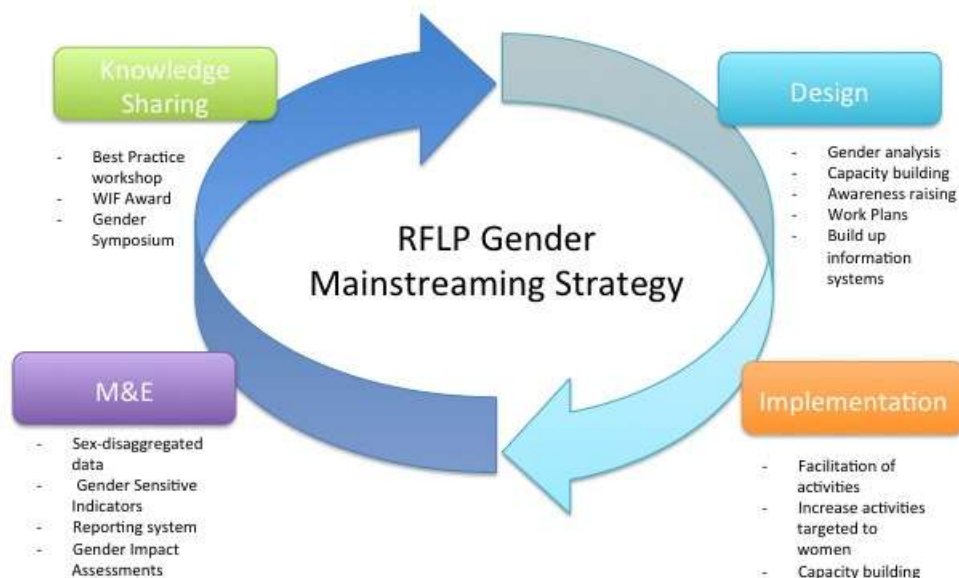 Knowledge
Sharing
- Best Practice
workshop
- WIF Award
- Gender
Symposium
Design
- Gender analysis
- Capacity building
- Awareness raising
- Work Plans
- Build up
information
systems
RFLP Gender
Mainstreaming Strategy
M&E
- Sex-disaggregated
data
- Gender Sensitive
Indicators
- Reporting system
- Gender Impact
Assessments
Implementation
- Facilitation of
activities
- Increase activities
targeted to
women
- Capacity building